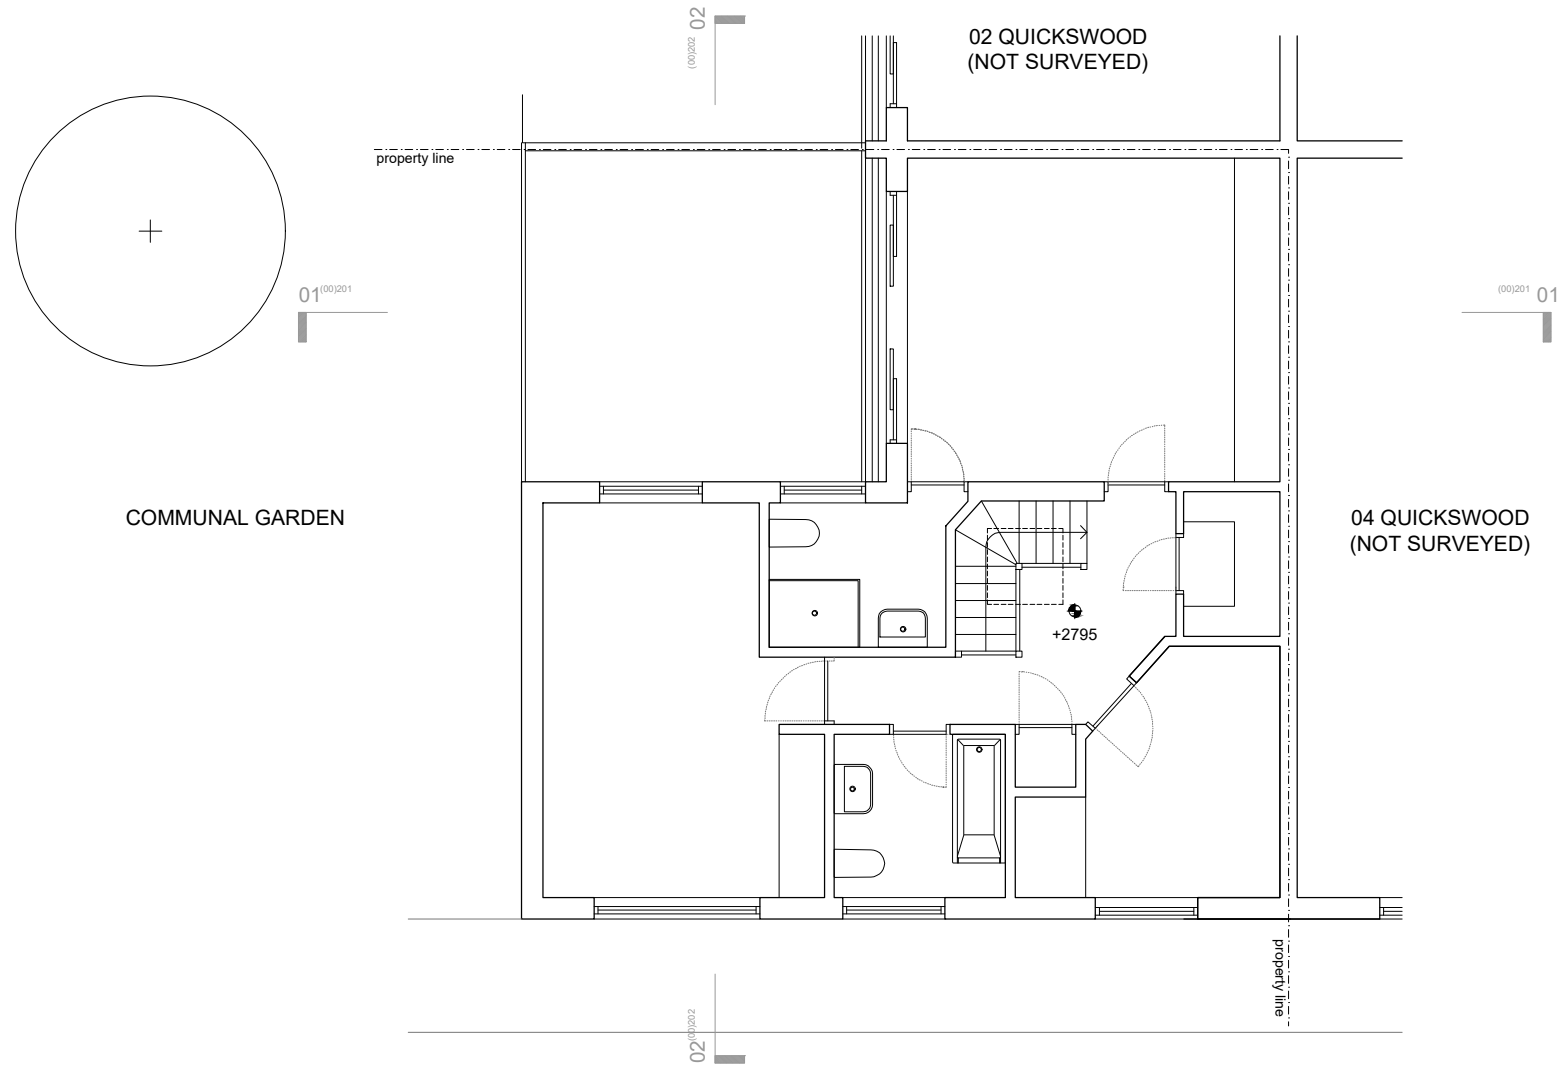 02
(00)202
02 QUICKSWOOD
(NOT SURVEYED)
property line
01
(00)201
(00)201
01
COMMUNAL GARDEN
04 QUICKSWOOD
(NOT SURVEYED)
+2795
property line
02
(00)202